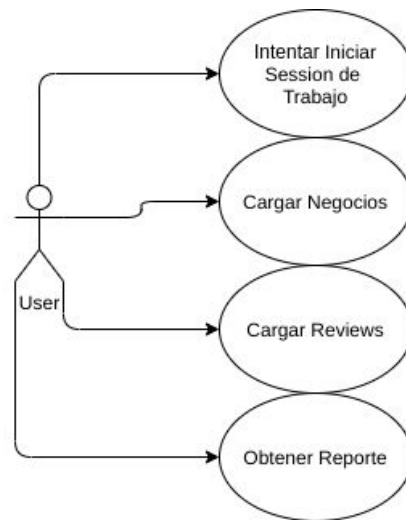 Intentar Iniciar
Session de
Trabajo
Cargar Negocios
User
Cargar Reviews
Obtener Reporte